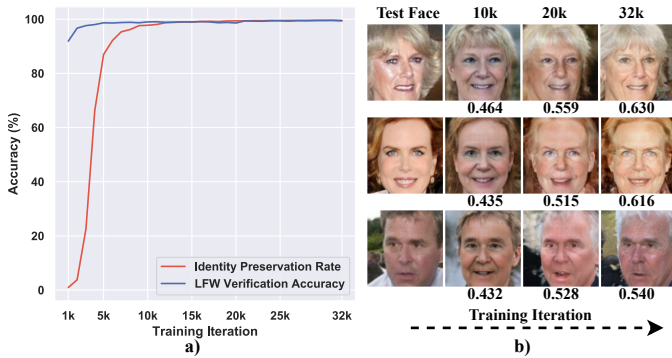 100
80
60
40
20
0
Accuracy (%)
Identity Preservation Rate
LFW Verification Accuracy
1k 5k 10k 15k 20k 25k 32k
Training Iteration
a)
Test Face 10k 20k 32k
0.464 0.559 0.630
0.435 0.515 0.616
0.432 0.528 0.540
Training Iteration
b)